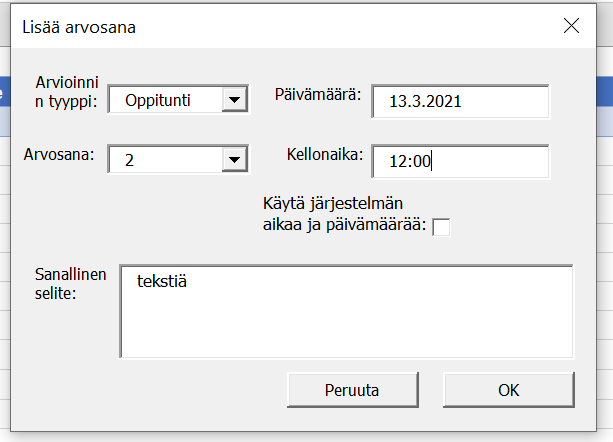 Lisää arvosana
Arvioinni
n tyyppi:
Oppitunti
Päivämäärä:
13.3.2021
Arvosana:
2
Kellonaika:
12:00
Käytä järjestelmän
aikaa ja päivämäärää:
Sanallinen
selite:
tekstiä
Peruuta
OK